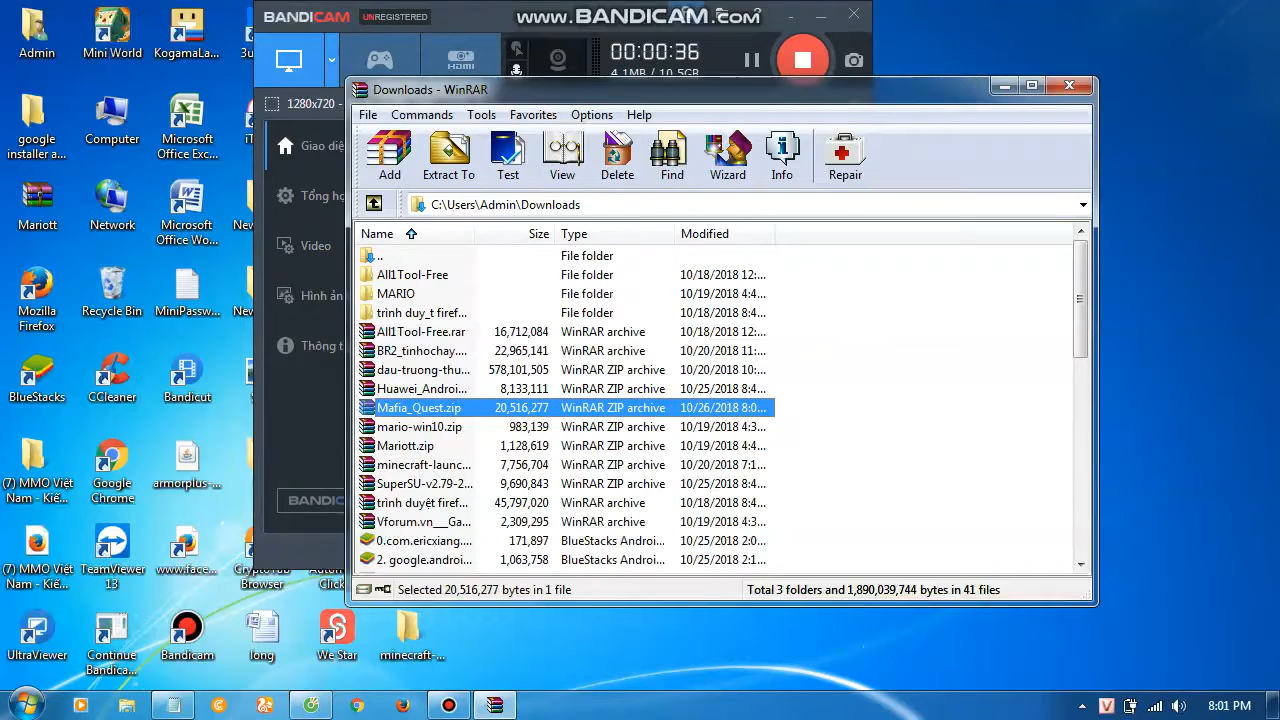 Admin
Mini World
KogamaLa...
3u
google
installer a...
Computer
Microsoft
Office Exc...
Mariott
Network
Microsoft
Office Wo...
New
Mozilla
Firefox
Recycle Bin
MiniPassw...
New
BlueStacks
CCleaner
Bandicut
(7) MMO Việt
Nam - Kiế...
Google
Chrome
armorplus-...
(7) MMO Việt
Nam - Kiế...
TeamViewer
13
www.face...
CryptoTab
Browser
Click
UltraViewer
Continue
Bandica...
Bandicam
long
We Star
minecraft-...
BANDICAM
UNREGISTERED
www.BANDICAM.com
HDMI
00:00:36
4.1MB / 10.5GB
1280x720 -
Giao diệ
Tổng hợ
Video
Hình ản
Thông t
BANDIC
Downloads - WinRAR
File Commands Tools Favorites Options Help
Add Extract To Test View Delete Find Wizard Info Repair
C:\Users\Admin\Downloads
Name Size Type Modified
.. File folder
All1Tool-Free File folder 10/18/2018 12:...
MARIO File folder 10/19/2018 4:4...
trinh duy_t firef... File folder 10/18/2018 8:4...
All1Tool-Free.rar 16,712,084 WinRAR archive 10/18/2018 12:...
BR2_tinhochay.... 22,965,141 WinRAR archive 10/20/2018 11:...
dau-truong-thu... 578,101,505 WinRAR ZIP archive 10/20/2018 10:...
Huawei_Androi... 8,133,111 WinRAR ZIP archive 10/25/2018 8:4...
Mafia_Quest.zip 20,516,277 WinRAR ZIP archive 10/26/2018 8:0...
mario-win10.zip 983,139 WinRAR ZIP archive 10/19/2018 4:3...
Mariott.zip 1,128,619 WinRAR ZIP archive 10/19/2018 4:4...
minecraft-launc... 7,756,704 WinRAR ZIP archive 10/20/2018 7:1...
SuperSU-v2.79-2... 9,690,843 WinRAR ZIP archive 10/25/2018 8:4...
trinh duyệt firef... 45,797,020 WinRAR archive 10/18/2018 8:4...
Vforum.vn___Ga... 2,309,295 WinRAR archive 10/19/2018 4:3...
0.com.ericxiang.... 171,897 BlueStacks Androi... 10/25/2018 2:0...
2. google.androi... 1,063,758 BlueStacks Androi... 10/25/2018 2:1...
Selected 20,516,277 bytes in 1 file
Total 3 folders and 1,890,039,744 bytes in 41 files
V
8:01 PM